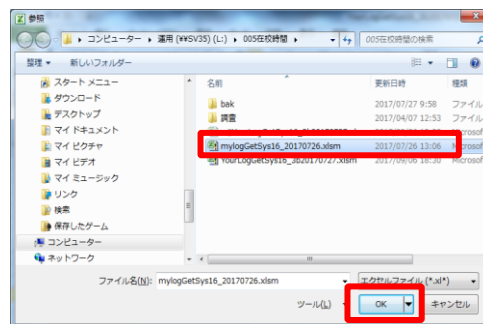 参照
コンピューター ▸ 運用 (¥¥SV35) (L:) ▸ 005在校時間 ▸
005在校時間の検索
整理 ▼ 新しいフォルダー
スタート メニュー
ダウンロード
デスクトップ
マイ ドキュメント
マイ ピクチャ
マイ ビデオ
マイ ミュージック
リンク
検索
保存したゲーム
コンピューター
ネットワーク
名前 更新日時 種類
bak 2017/07/27 9:58 ファイル
調査 2017/04/07 12:53 ファイル
mylogGetSys16_20170726.xlsm 2017/07/26 13:06 Microsof
YourLogGetSys16_3b20170727.xlsm 2017/09/06 18:30 Microsof
ファイル名(N): mylogGetSys16_20170726.xlsm エクセルファイル (*.xl*)
ツール(L) OK キャンセル